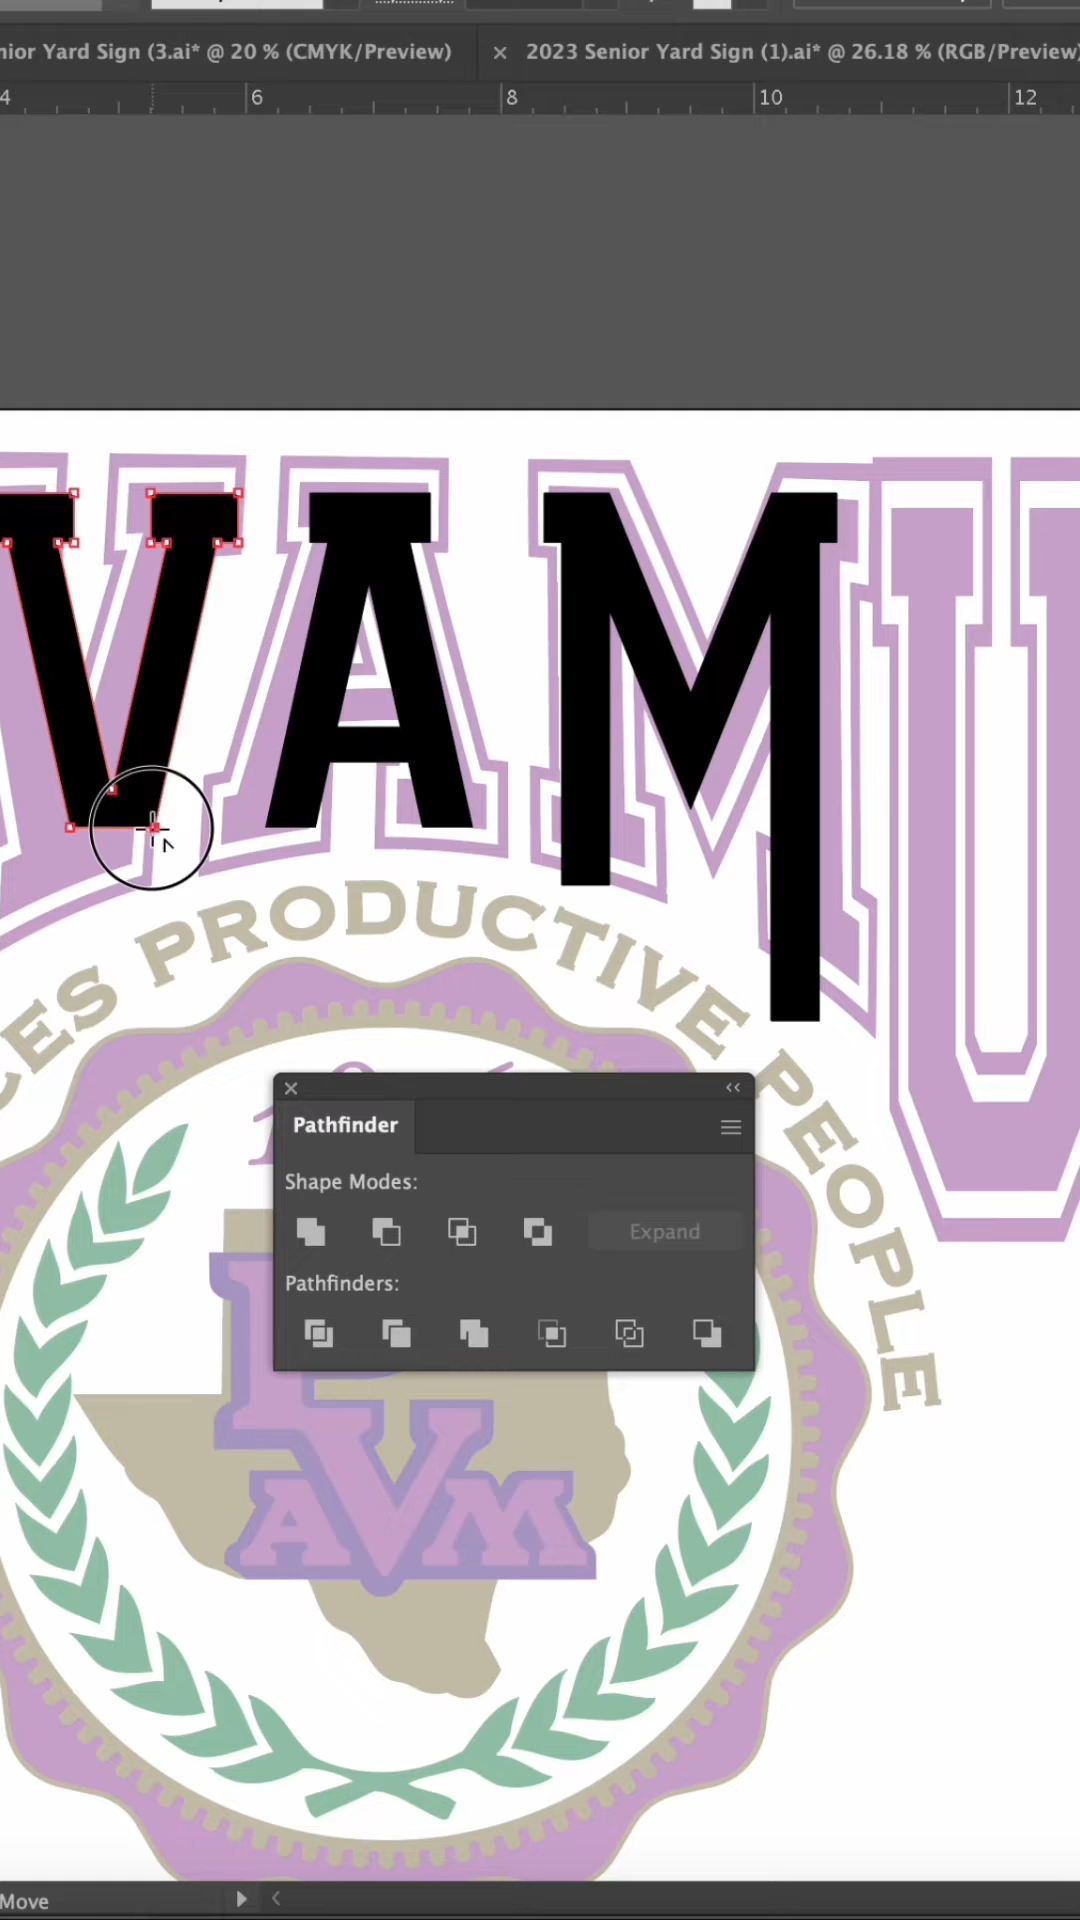 nior Yard Sign (3.ai* @ 20 % (CMYK/Preview) × 2023 Senior Yard Sign (1).ai* @ 26.18 % (RGB/Preview)
4 6 8 10 12
VAMU
CES PRODUCTIVE PEOPLE
Pathfinder
Shape Modes:
Expand
Pathfinders:
PVAM
Move